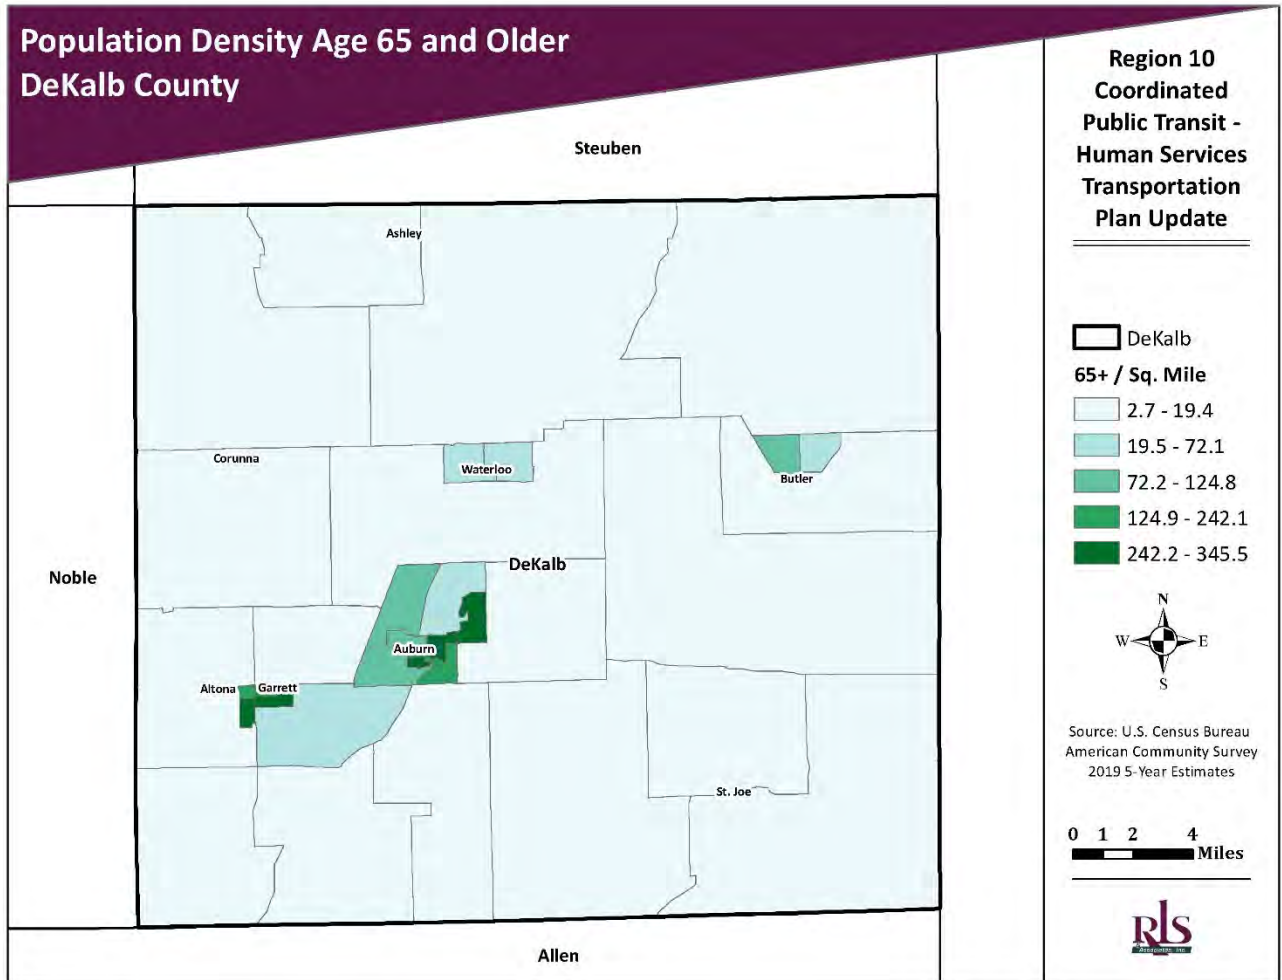 Population Density Age 65 and Older
DeKalb County
Region 10
Coordinated
Public Transit -
Human Services
Transportation
Plan Update
Steuben
Ashley
Corunna
Waterloo
Butler
Noble
DeKalb
Auburn
Altona
Garrett
St. Joe
Allen
DeKalb
65+ / Sq. Mile
2.7 - 19.4
19.5 - 72.1
72.2 - 124.8
124.9 - 242.1
242.2 - 345.5
N
W E
S
Source: U.S. Census Bureau
American Community Survey
2019 5-Year Estimates
0 1 2 4
Miles
RLS
& Associates, Inc.